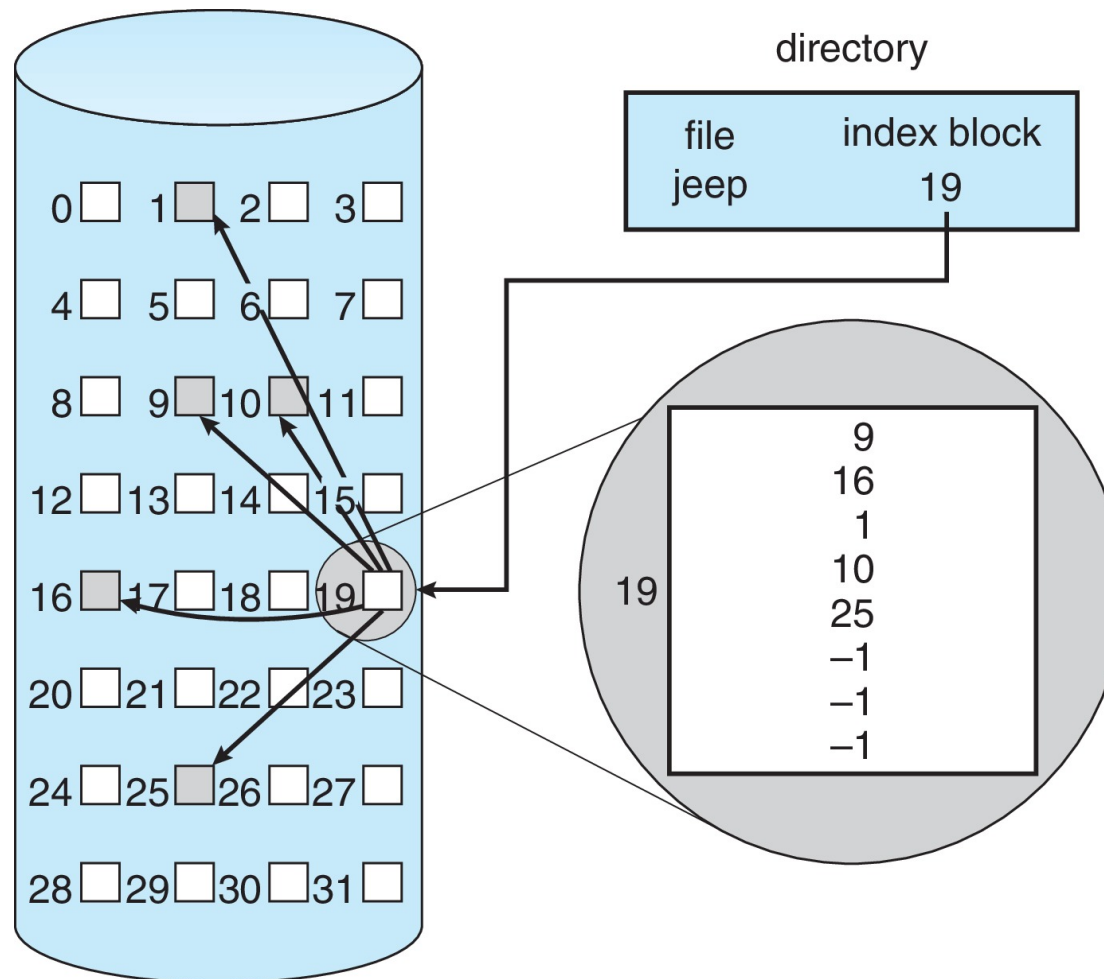 directory
file index block
jeep 19
0 1 2 3
4 5 6 7
8 9 10 11
12 13 14 15
16 17 18 19
20 21 22 23
24 25 26 27
28 29 30 31
19
9
16
1
10
25
–1
–1
–1